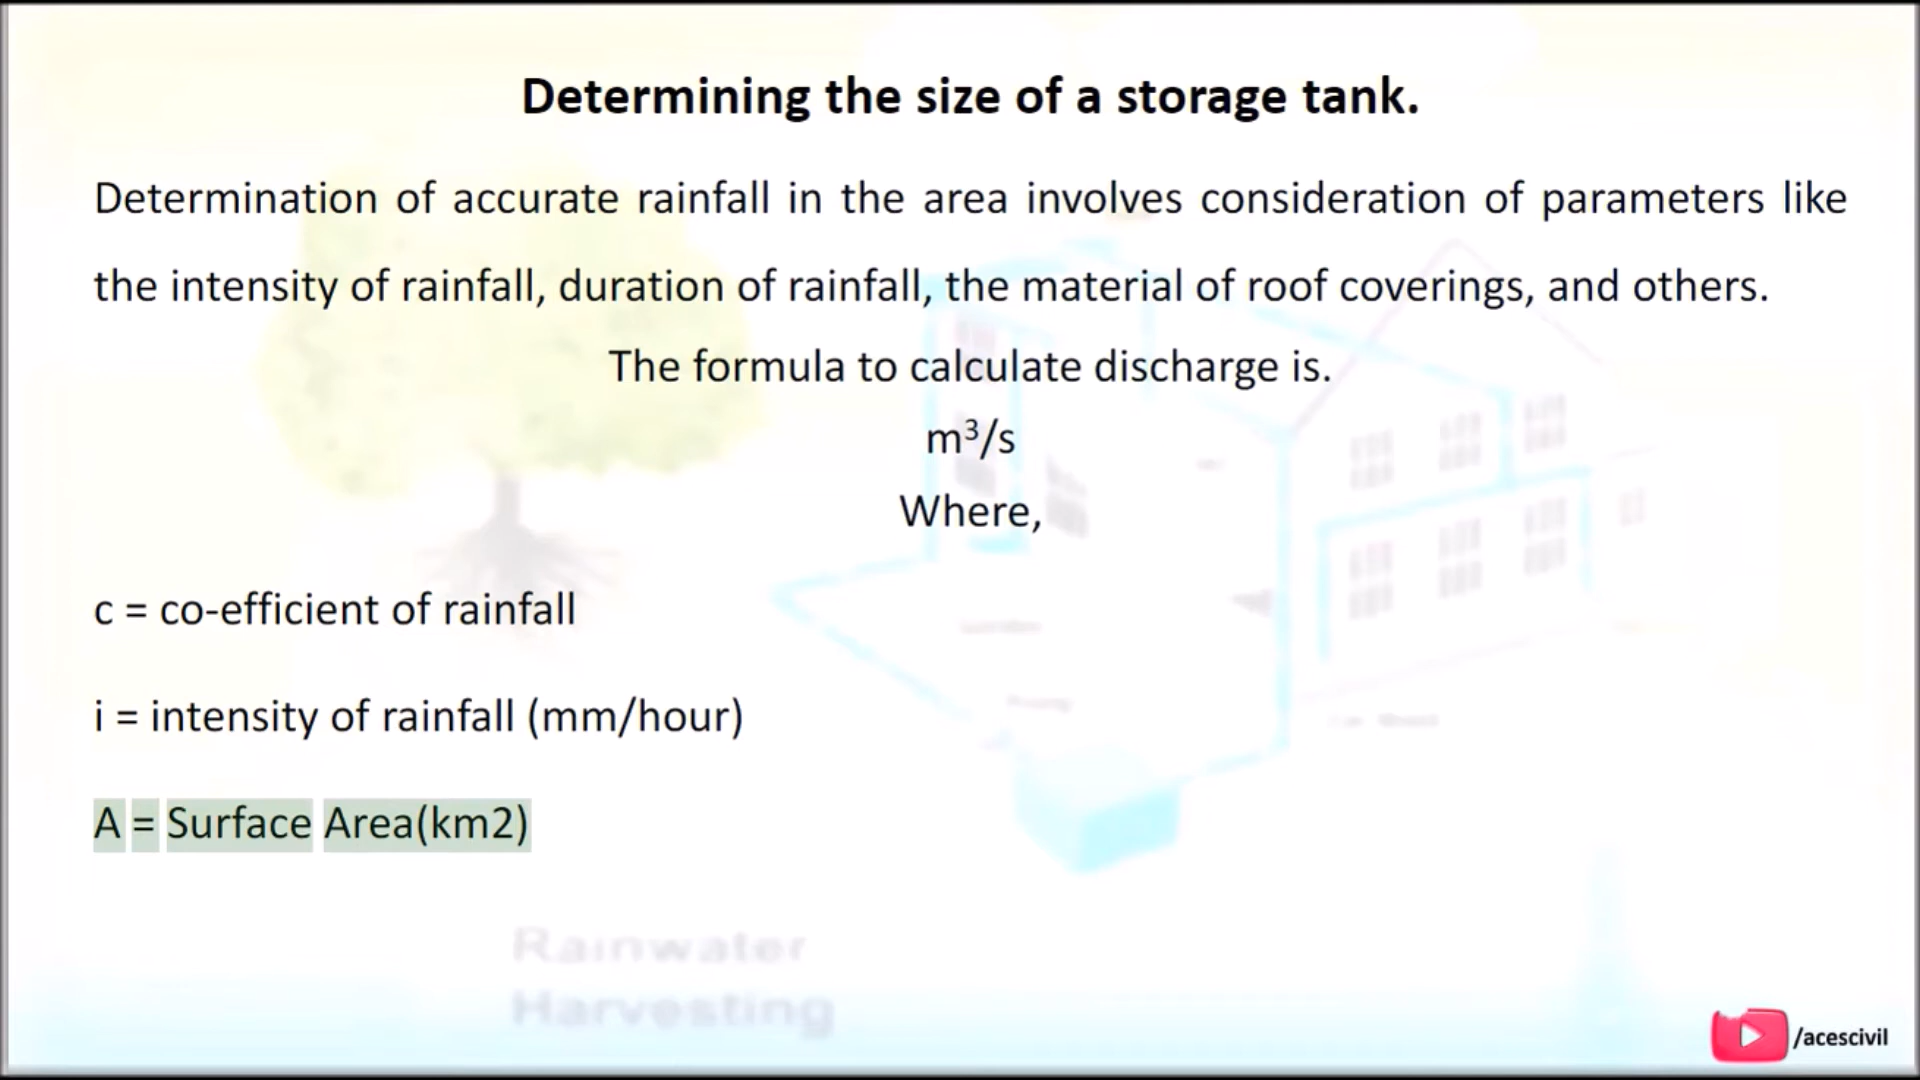 Determining the size of a storage tank.
Determination of accurate rainfall in the area involves consideration of parameters like
the intensity of rainfall, duration of rainfall, the material of roof coverings, and others.
The formula to calculate discharge is.
m³/s
Where,
c = co-efficient of rainfall
i = intensity of rainfall (mm/hour)
A = Surface Area(km2)
Rainwater
Harvesting
/acescivil